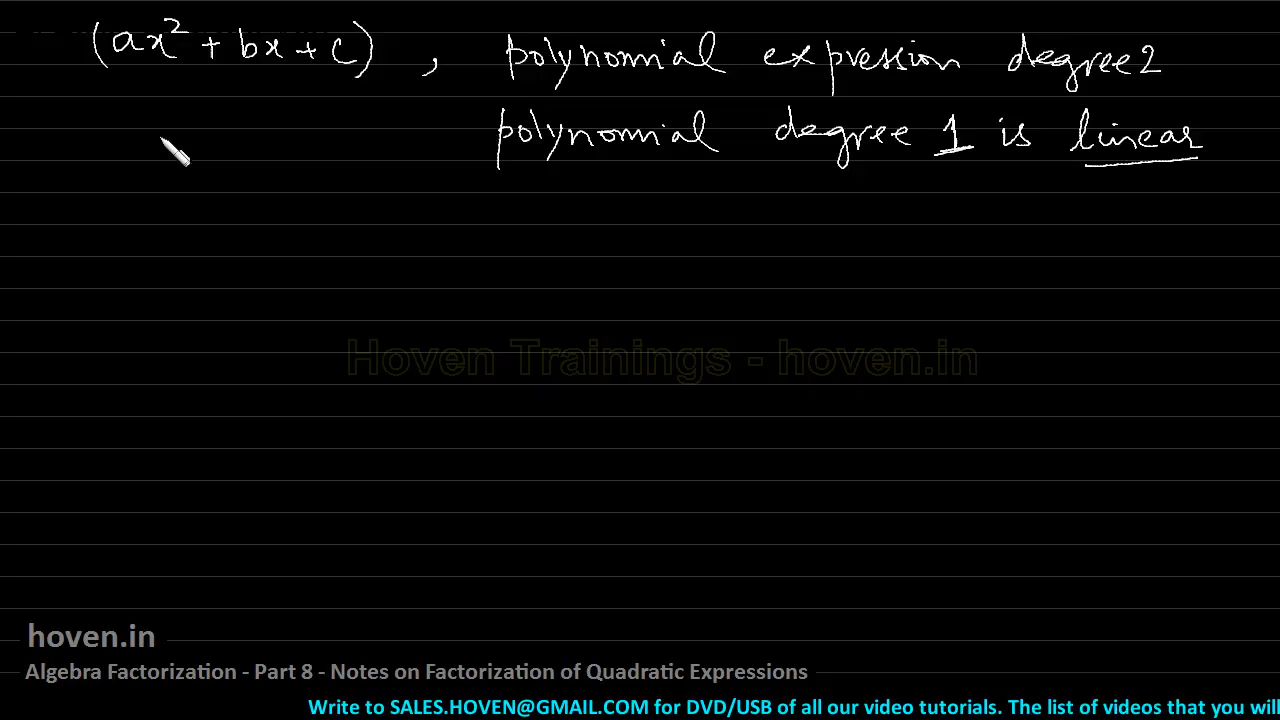 (ax² + bx + c) , polynomial expression degree 2
polynomial degree 1 is linear
Hoven Trainings - hoven.in
hoven.in
Algebra Factorization - Part 8 - Notes on Factorization of Quadratic Expressions
Write to SALES.HOVEN@GMAIL.COM for DVD/USB of all our video tutorials. The list of videos that you will